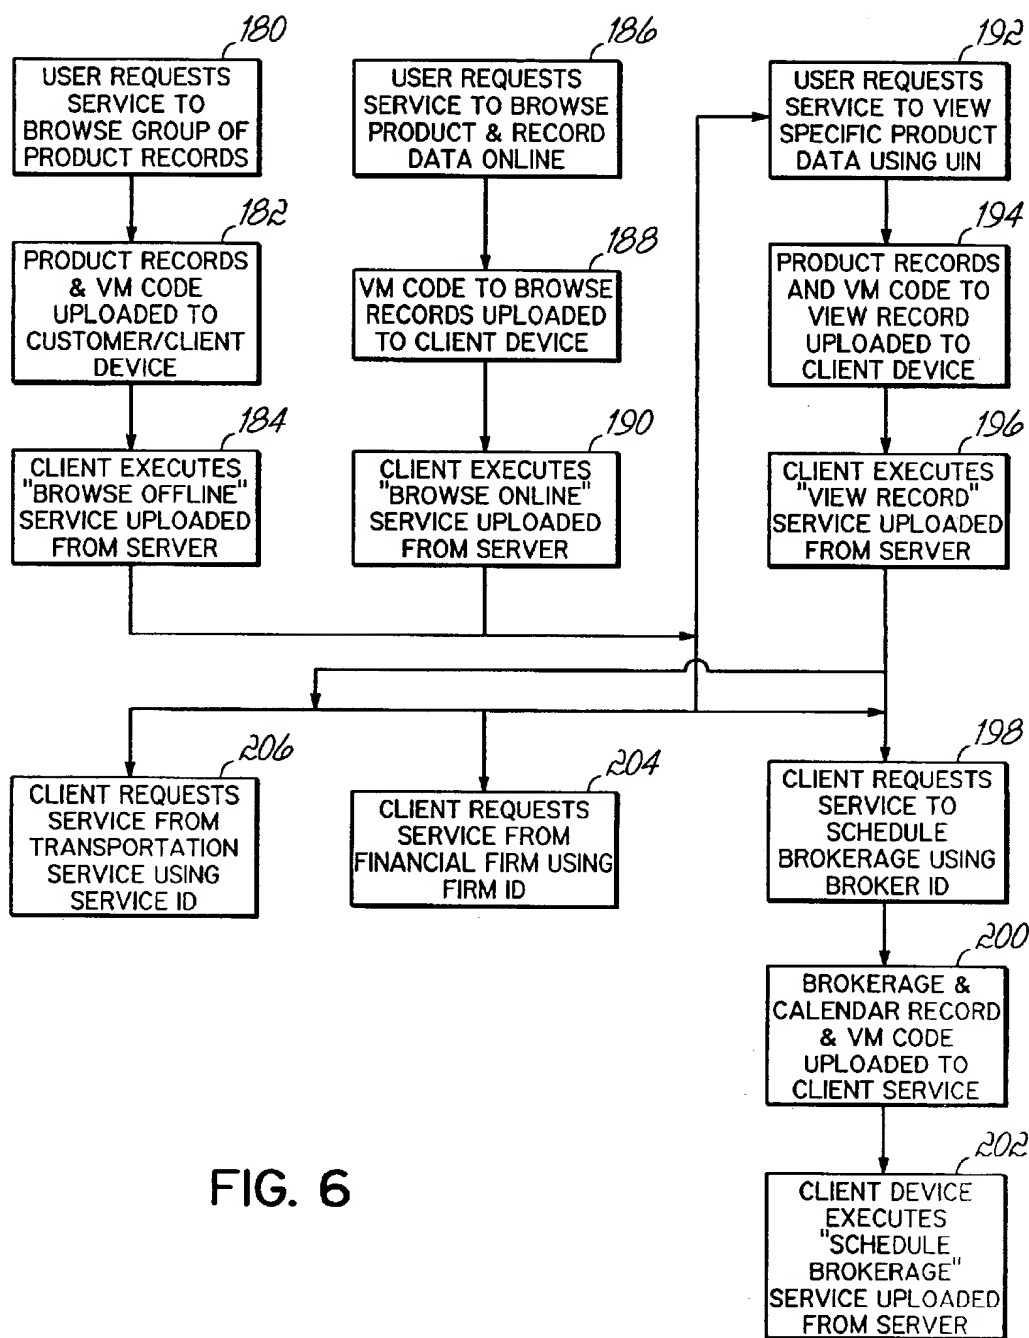 180
USER REQUESTS
SERVICE TO
BROWSE GROUP OF
PRODUCT RECORDS
182
PRODUCT RECORDS
& VM CODE
UPLOADED TO
CUSTOMER/CLIENT
DEVICE
184
CLIENT EXECUTES
"BROWSE OFFLINE"
SERVICE UPLOADED
FROM SERVER
186
USER REQUESTS
SERVICE TO BROWSE
PRODUCT & RECORD
DATA ONLINE
188
VM CODE TO BROWSE
RECORDS UPLOADED
TO CLIENT DEVICE
190
CLIENT EXECUTES
"BROWSE ONLINE"
SERVICE UPLOADED
FROM SERVER
192
USER REQUESTS
SERVICE TO VIEW
SPECIFIC PRODUCT
DATA USING UIN
194
PRODUCT RECORDS
AND VM CODE TO
VIEW RECORD
UPLOADED TO
CLIENT DEVICE
196
CLIENT EXECUTES
"VIEW RECORD"
SERVICE UPLOADED
FROM SERVER
206
CLIENT REQUESTS
SERVICE FROM
TRANSPORTATION
SERVICE USING
SERVICE ID
204
CLIENT REQUESTS
SERVICE FROM
FINANCIAL FIRM USING
FIRM ID
198
CLIENT REQUESTS
SERVICE TO
SCHEDULE
BROKERAGE USING
BROKER ID
200
BROKERAGE &
CALENDAR RECORD
& VM CODE
UPLOADED TO
CLIENT SERVICE
202
CLIENT DEVICE
EXECUTES
"SCHEDULE
BROKERAGE"
SERVICE UPLOADED
FROM SERVER
FIG. 6